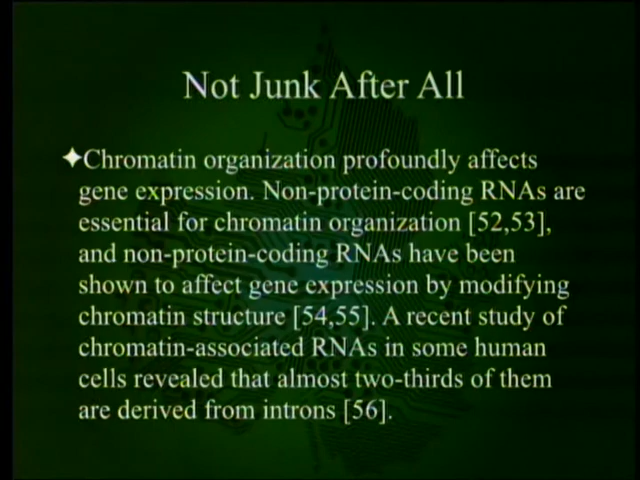 Not Junk After All
✦Chromatin organization profoundly affects
gene expression. Non-protein-coding RNAs are
essential for chromatin organization [52,53],
and non-protein-coding RNAs have been
shown to affect gene expression by modifying
chromatin structure [54,55]. A recent study of
chromatin-associated RNAs in some human
cells revealed that almost two-thirds of them
are derived from introns [56].